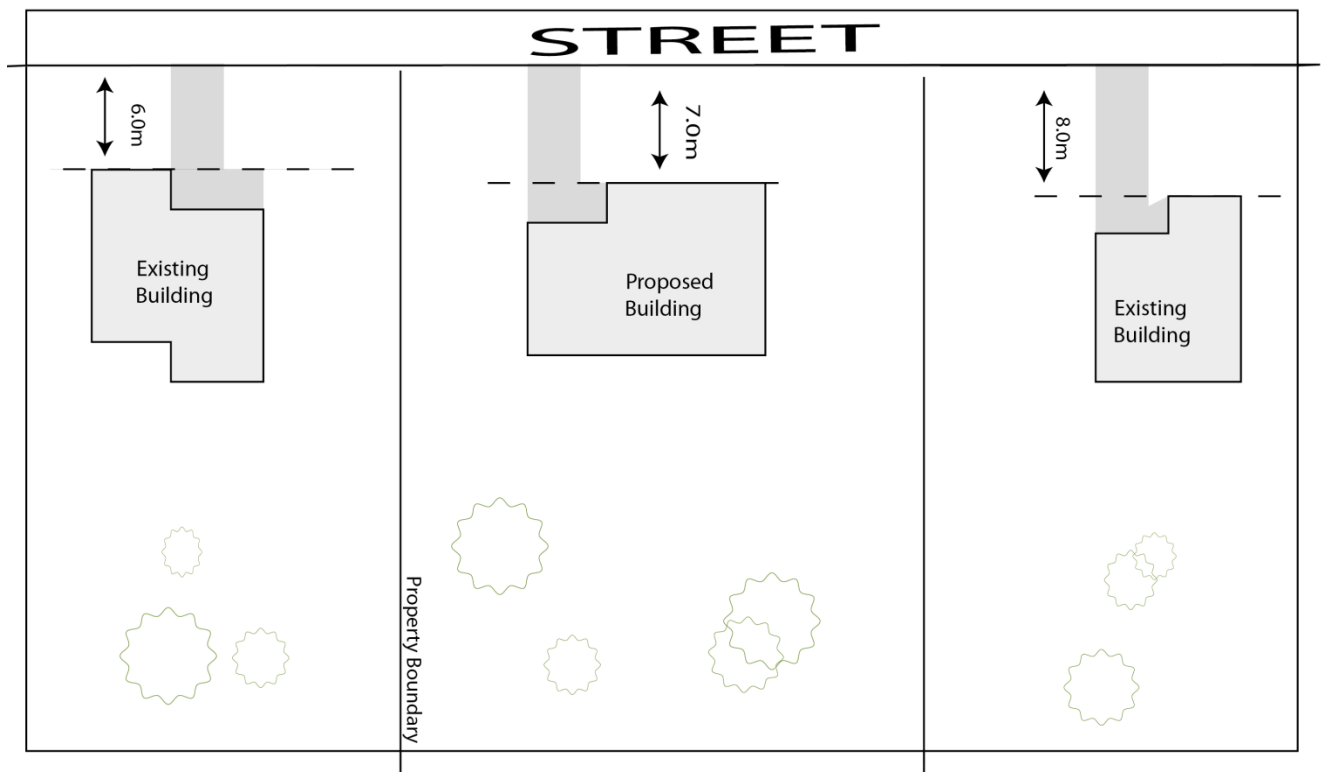 STREET
6.0m
7.0m
8.0m
Existing
Building
Proposed
Building
Existing
Building
Property Boundary